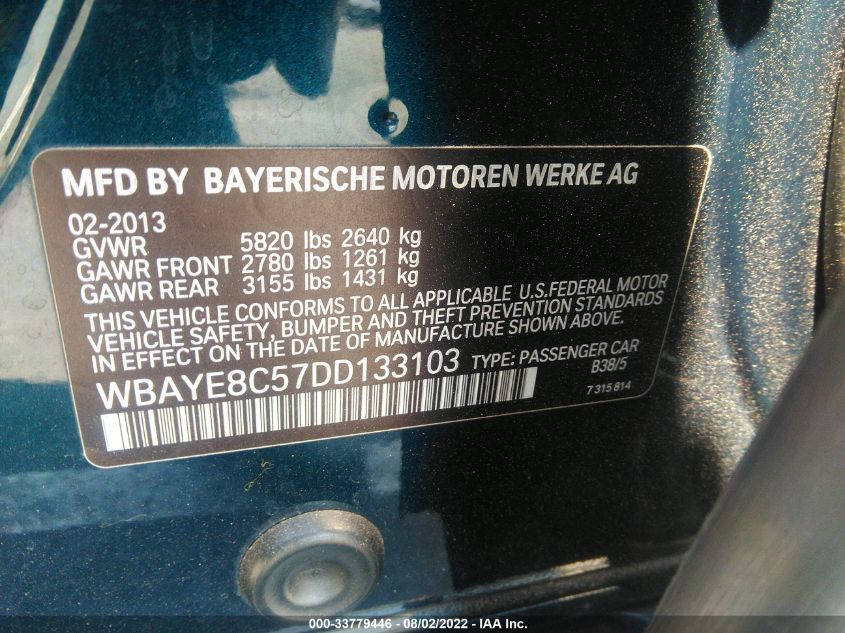 MFD BY BAYERISCHE MOTOREN WERKE AG
02-2013
GVWR 5820 lbs 2640 kg
GAWR FRONT 2780 lbs 1261 kg
GAWR REAR 3155 lbs 1431 kg
THIS VEHICLE CONFORMS TO ALL APPLICABLE U.S.FEDERAL MOTOR
VEHICLE SAFETY, BUMPER AND THEFT PREVENTION STANDARDS
IN EFFECT ON THE DATE OF MANUFACTURE SHOWN ABOVE.
WBAYE8C57DD133103 TYPE: PASSENGER CAR
B38/5
7 315 814
000-33779446 - 08/02/2022 - IAA Inc.